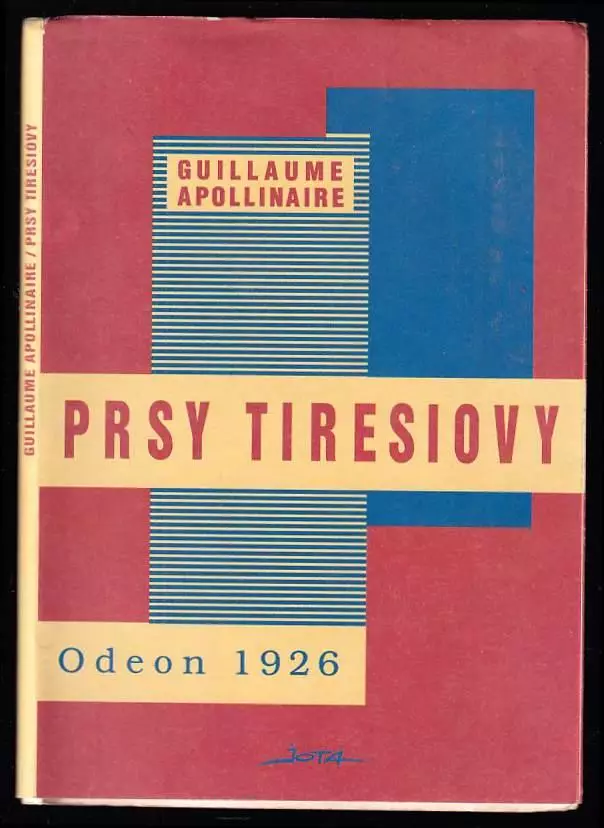 GUILLAUME APOLLINAIRE / PRSY TIRESIOVY
GUILLAUME
APOLLINAIRE
PRSY TIRESIOVY
Odeon 1926
JOTA